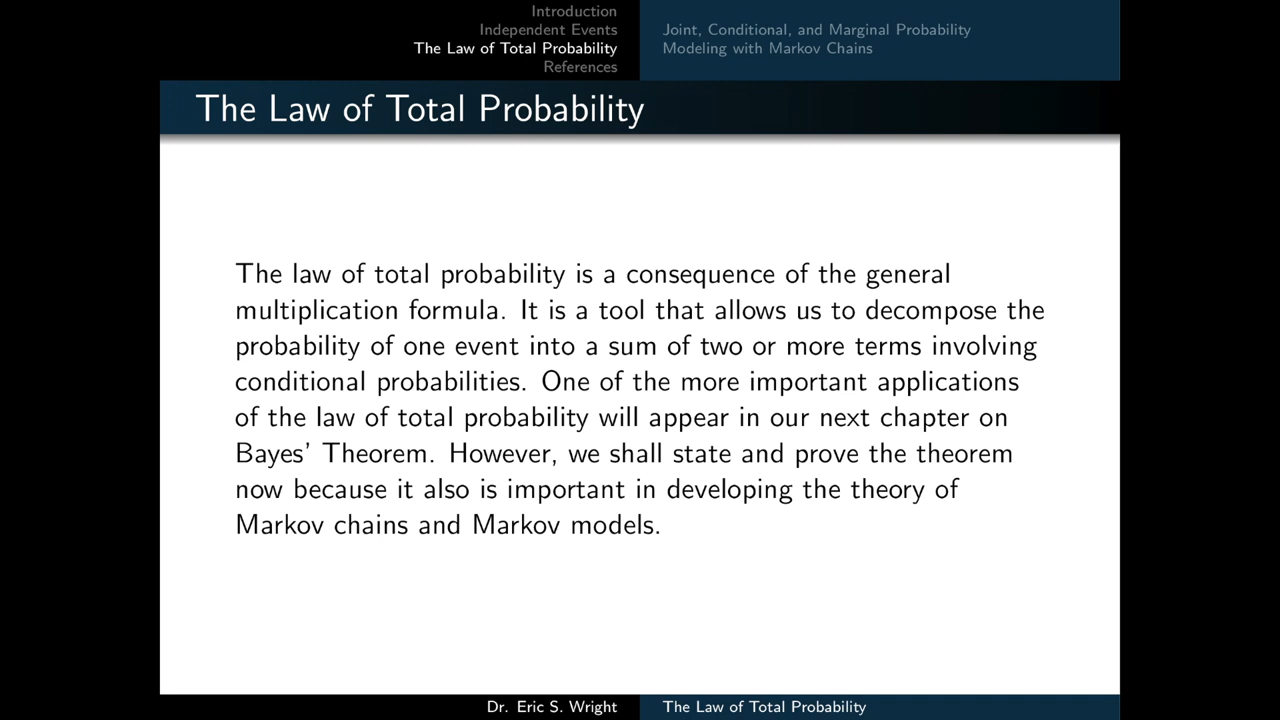 Introduction
Independent Events
The Law of Total Probability
References
Joint, Conditional, and Marginal Probability
Modeling with Markov Chains
The Law of Total Probability
The law of total probability is a consequence of the general
multiplication formula. It is a tool that allows us to decompose the
probability of one event into a sum of two or more terms involving
conditional probabilities. One of the more important applications
of the law of total probability will appear in our next chapter on
Bayes’ Theorem. However, we shall state and prove the theorem
now because it also is important in developing the theory of
Markov chains and Markov models.
Dr. Eric S. Wright
The Law of Total Probability